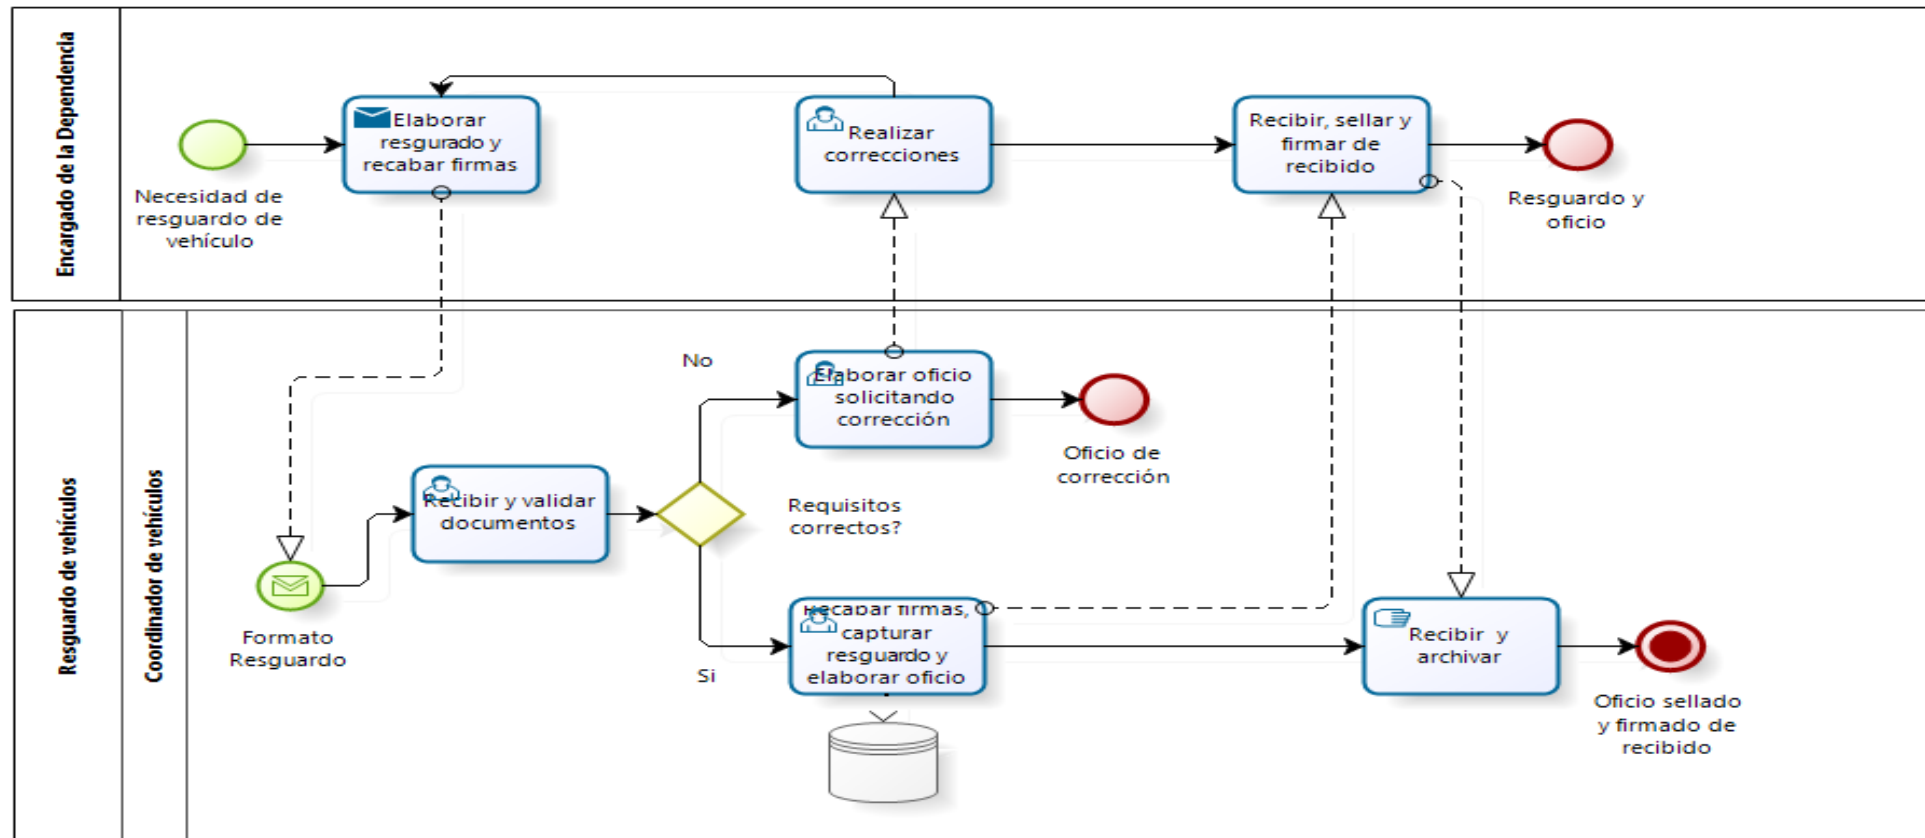 Encargado de la Dependencia
Necesidad de
resguardo de
vehículo
Elaborar
resgurado y
recabar firmas
Realizar
correcciones
Recibir, sellar y
firmar de
recibido
Resguardo y
oficio
Resguardo de vehículos
Coordinador de vehículos
Formato
Resguardo
Recibir y validar
documentos
No
Requisitos
correctos?
Si
Elaborar oficio
solicitando
corrección
Oficio de
corrección
Recabar firmas,
capturar
resguardo y
elaborar oficio
Recibir y
archivar
Oficio sellado
y firmado de
recibido